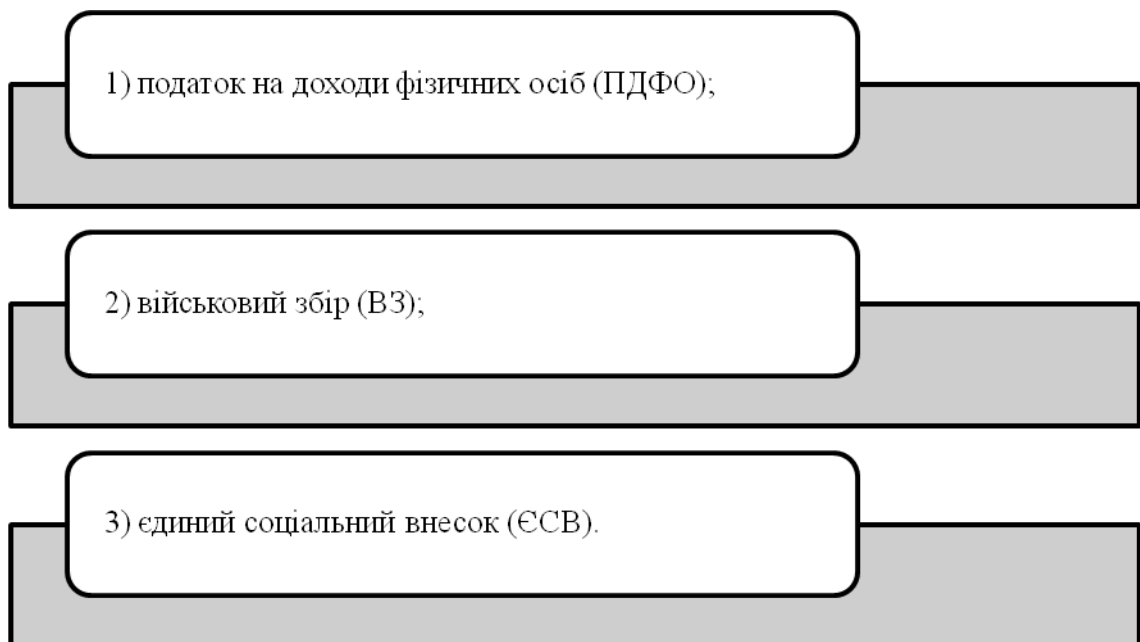 1) податок на доходи фізичних осіб (ПДФО);
2) військовий збір (ВЗ);
3) єдиний соціальний внесок (ЄСВ).